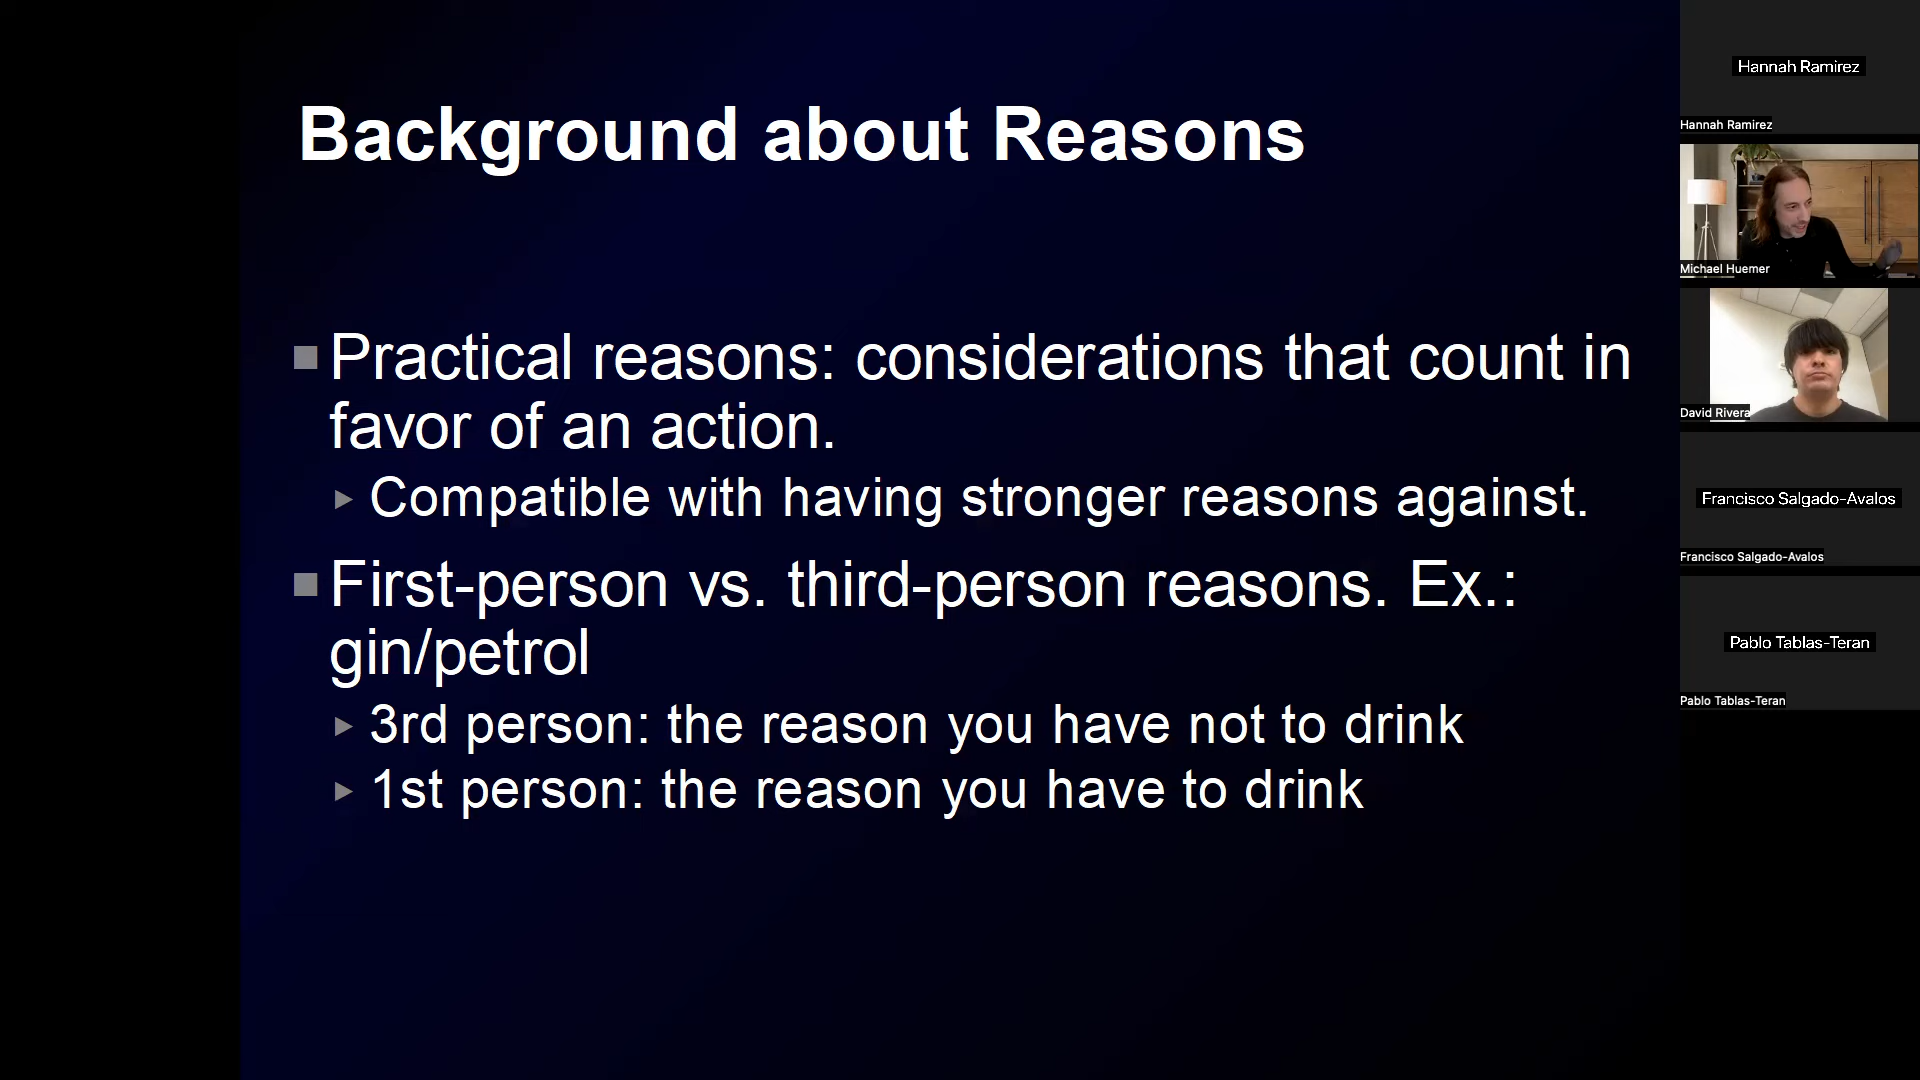 Background about Reasons
Practical reasons: considerations that count in
favor of an action.
Compatible with having stronger reasons against.
First-person vs. third-person reasons. Ex.:
gin/petrol
3rd person: the reason you have not to drink
1st person: the reason you have to drink
Hannah Ramirez
Hannah Ramirez
Michael Huemer
David Rivera
Francisco Salgado-Avalos
Francisco Salgado-Avalos
Pablo Tablas-Teran
Pablo Tablas-Teran